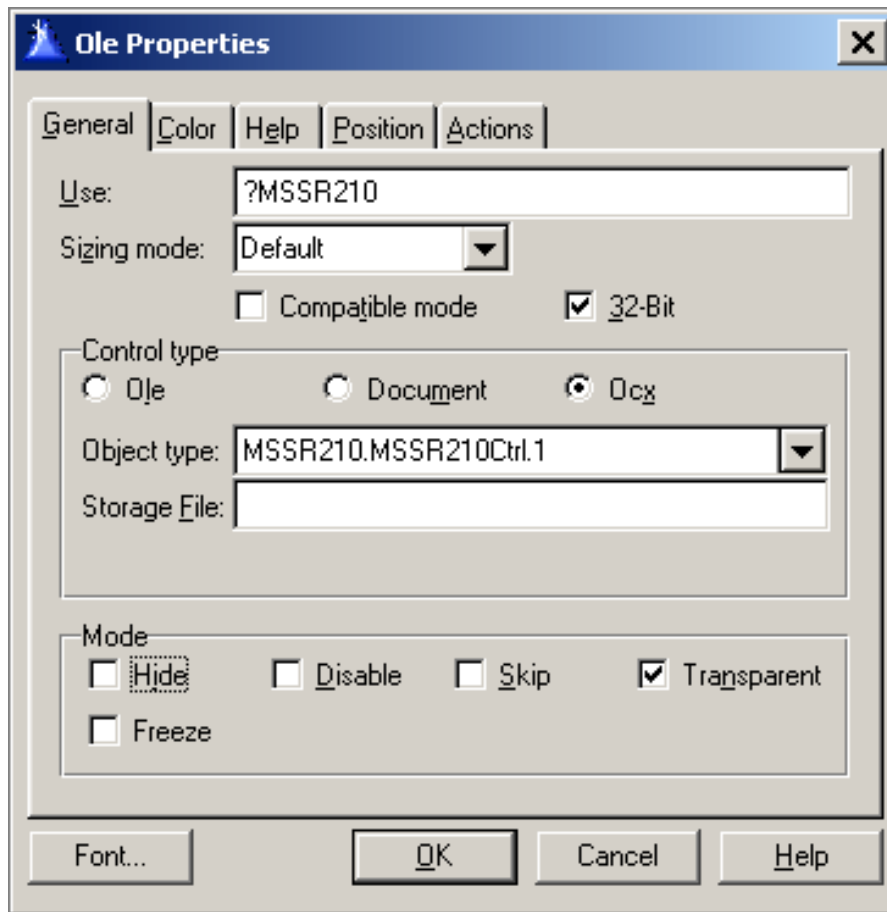 Ole Properties
General Color Help Position Actions
Use: ?MSSR210
Sizing mode: Default
Compatible mode 32-Bit
Control type
Ole Document Ocx
Object type: MSSR210.MSSR210Ctrl.1
Storage File:
Mode
Hide Disable Skip Transparent
Freeze
Font... OK Cancel Help